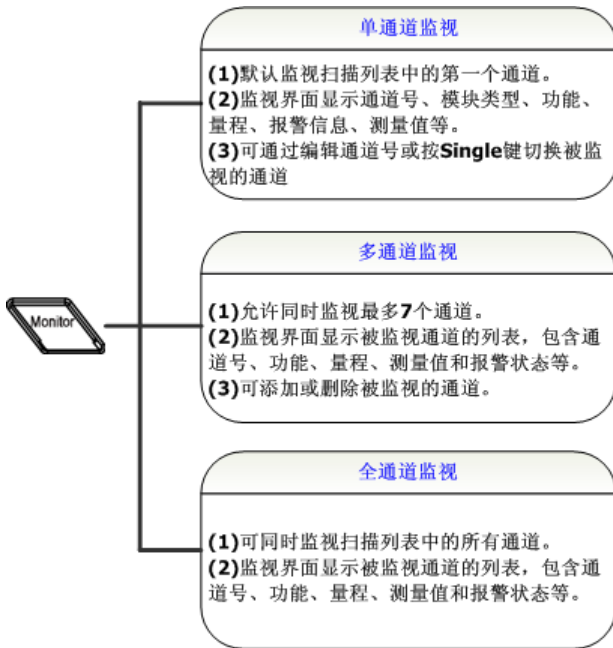 单通道监视
(1)默认监视扫描列表中的第一个通道。
(2)监视界面显示通道号、模块类型、功能、
量程、报警信息、测量值等。
(3)可通过编辑通道号或按Single键切换被监
视的通道
Monitor
多通道监视
(1)允许同时监视最多7个通道。
(2)监视界面显示被监视通道的列表，包含通
道号、功能、量程、测量值和报警状态等。
(3)可添加或删除被监视的通道。
全通道监视
(1)可同时监视扫描列表中的所有通道。
(2)监视界面显示被监视通道的列表，包含通
道号、功能、量程、测量值和报警状态等。